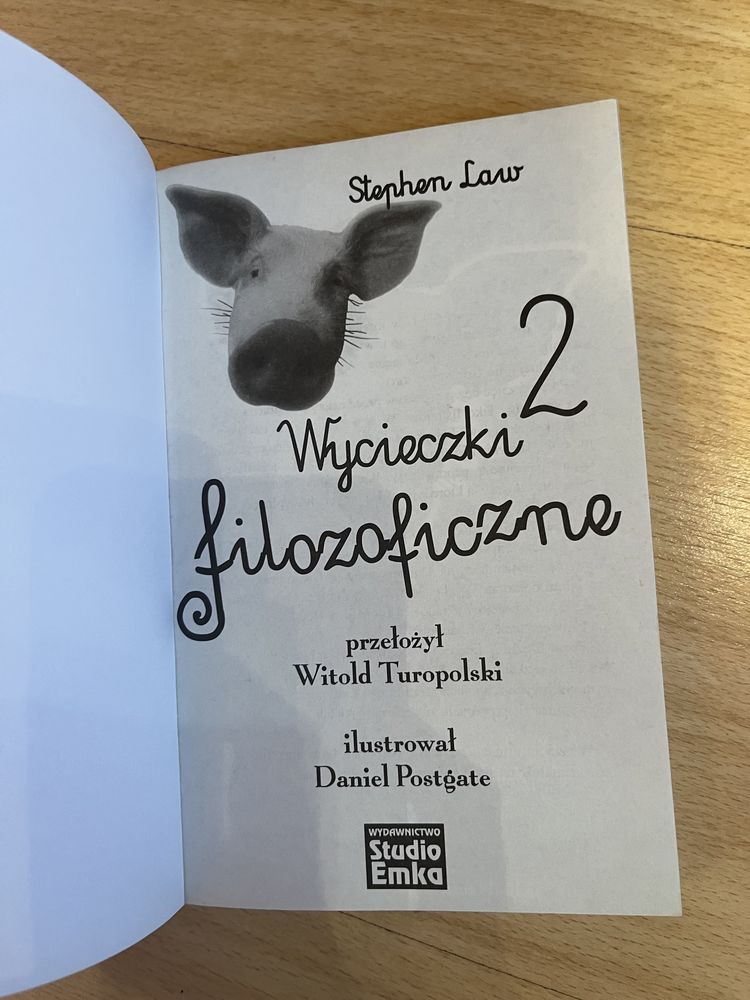 Stephen Law
2
Wycieczki
filozoficzne
przełożył
Witold Turopolski
ilustrował
Daniel Postgate
WYDAWNICTWO
Studio
Emka